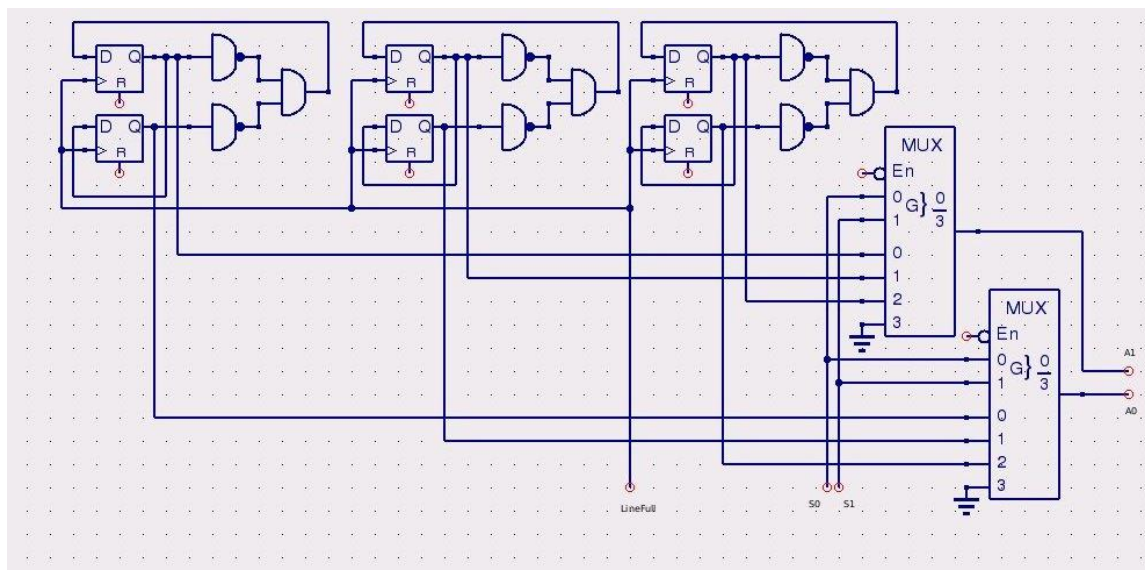 D Q R
D Q R
D Q R
D Q R
D Q R
D Q R
MUX
En
0 G} 0
1 3
0
1
2
3
MUX
En
0 G} 0
1 3
0
1
2
3
A1
A0
LineFull
S0 S1